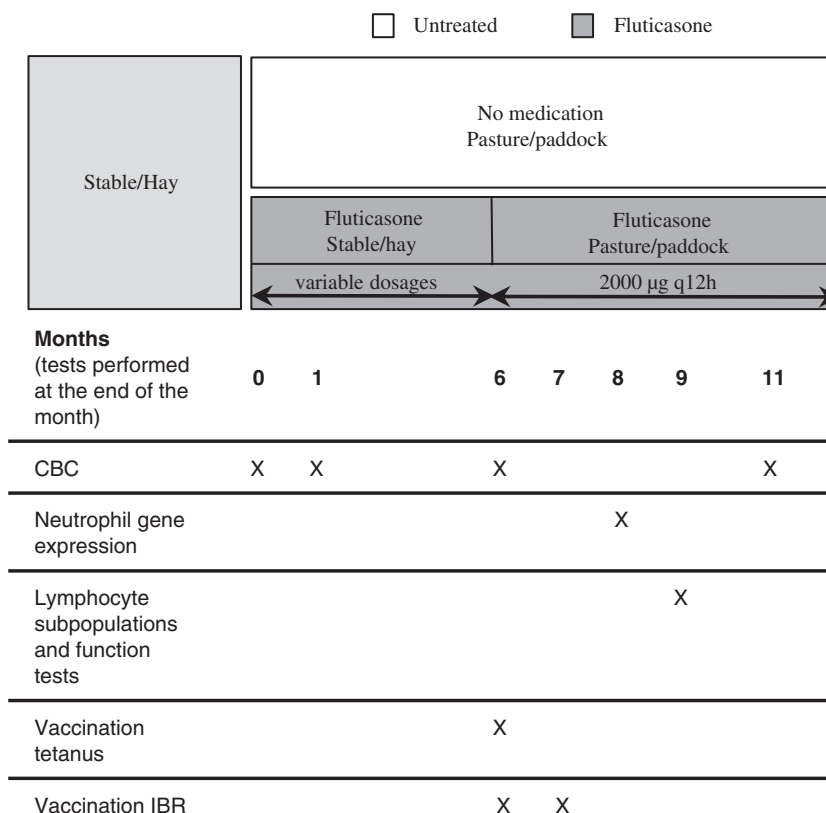 Untreated Fluticasone
No medication
Pasture/paddock
Stable/Hay
Fluticasone
Stable/hay
Fluticasone
Pasture/paddock
variable dosages
2000 µg q12h
Months
(tests performed
at the end of the
month)
0 1 6 7 8 9 11
CBC X X X X
Neutrophil gene
expression
X
Lymphocyte
subpopulations
and function
tests
X
Vaccination
tetanus
X
Vaccination IBR X X